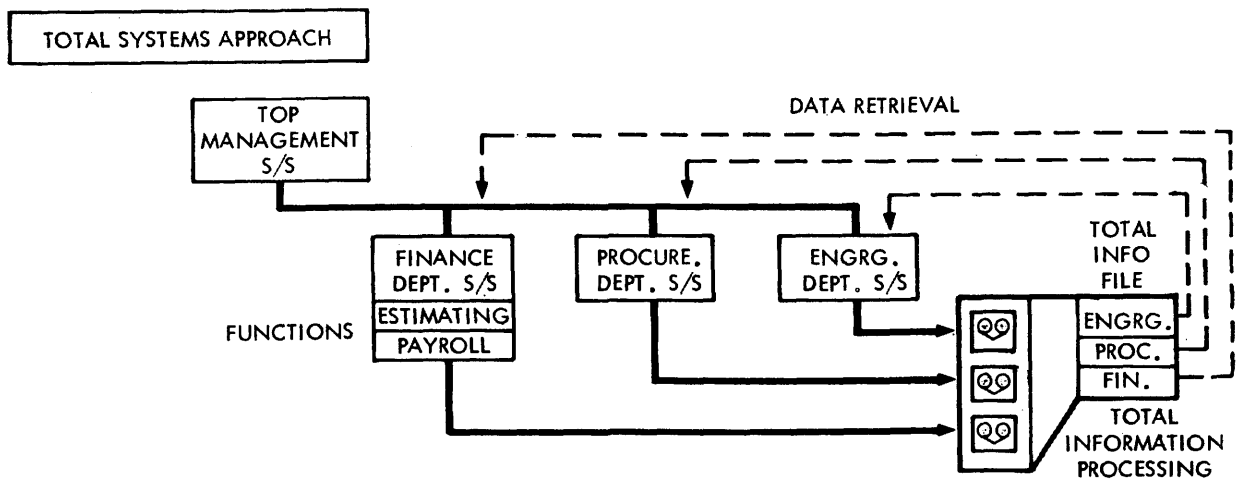 TOTAL SYSTEMS APPROACH
TOP
MANAGEMENT
S/S
DATA RETRIEVAL
FINANCE
DEPT. S/S
ESTIMATING
PAYROLL
FUNCTIONS
PROCURE.
DEPT. S/S
ENGRG.
DEPT. S/S
TOTAL
INFO
FILE
ENGRG.
PROC.
FIN.
TOTAL
INFORMATION
PROCESSING